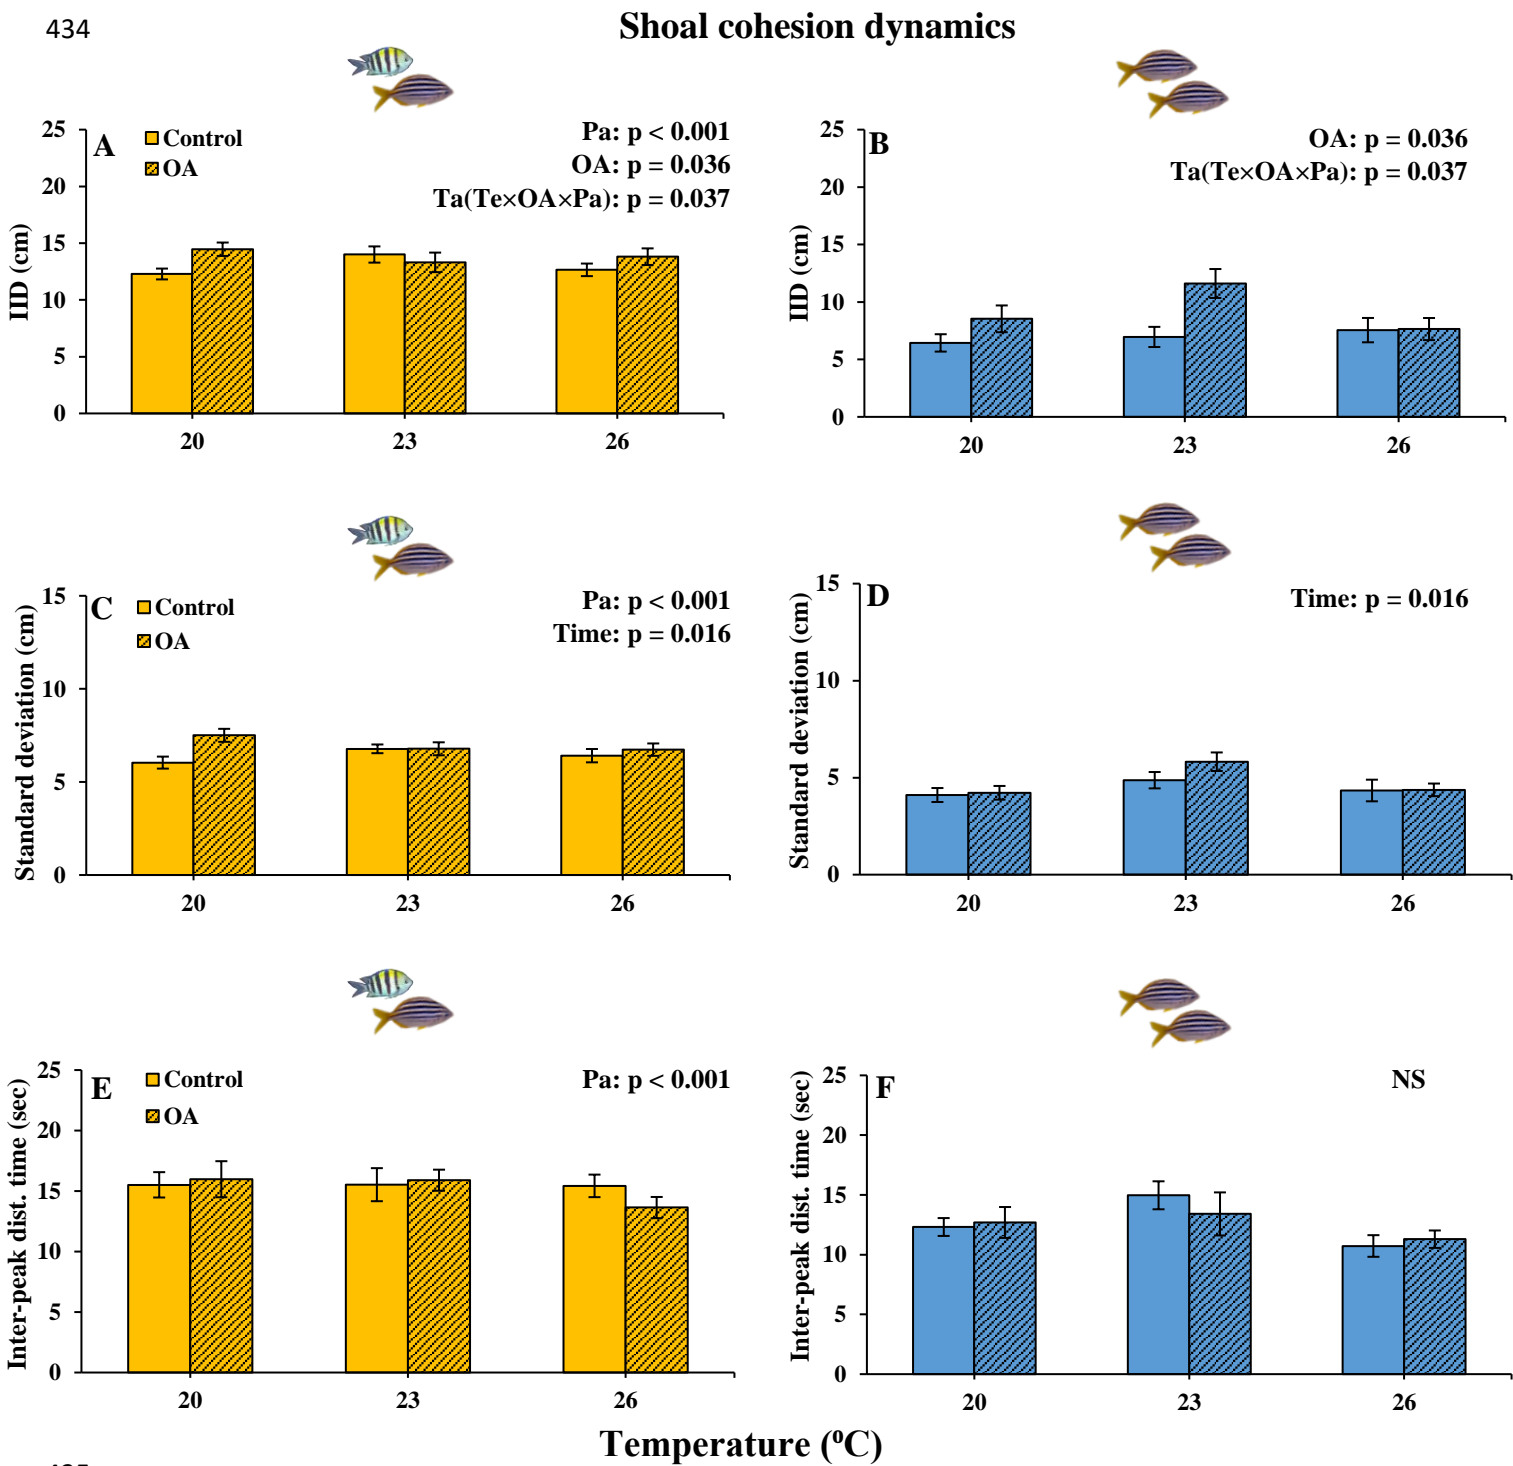 434
Shoal cohesion dynamics
A
Control
OA
Pa: p < 0.001
OA: p = 0.036
Ta(Te×OA×Pa): p = 0.037
IID (cm)
25
20
15
10
5
0
20 23 26
B
OA: p = 0.036
Ta(Te×OA×Pa): p = 0.037
IID (cm)
25
20
15
10
5
0
20 23 26
C
Control
OA
Pa: p < 0.001
Time: p = 0.016
Standard deviation (cm)
15
10
5
0
20 23 26
D
Time: p = 0.016
Standard deviation (cm)
15
10
5
0
20 23 26
E
Control
OA
Pa: p < 0.001
Inter-peak dist. time (sec)
25
20
15
10
5
0
20 23 26
F
NS
Inter-peak dist. time (sec)
25
20
15
10
5
0
20 23 26
Temperature (ºC)